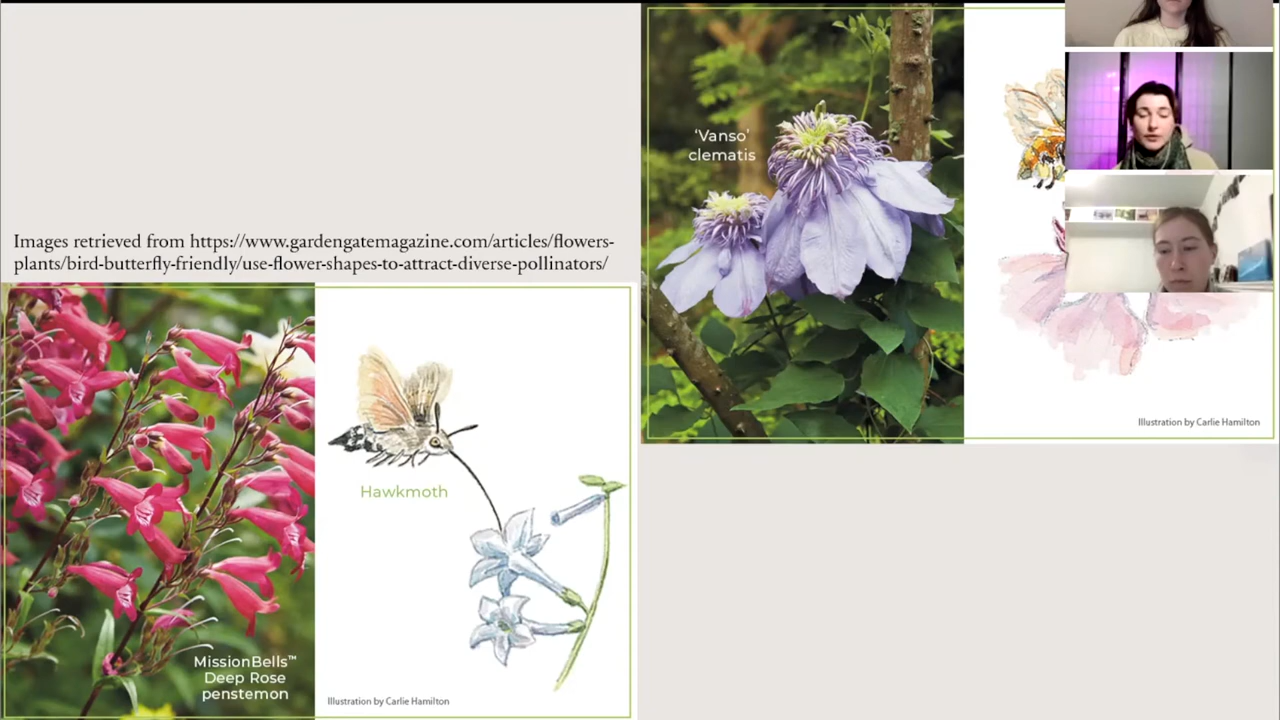 'Vanso'
clematis
Images retrieved from https://www.gardengatemagazine.com/articles/flowers-
plants/bird-butterfly-friendly/use-flower-shapes-to-attract-diverse-pollinators/
Illustration by Carlie Hamilton
Hawkmoth
MissionBells™
Deep Rose
penstemon
Illustration by Carlie Hamilton